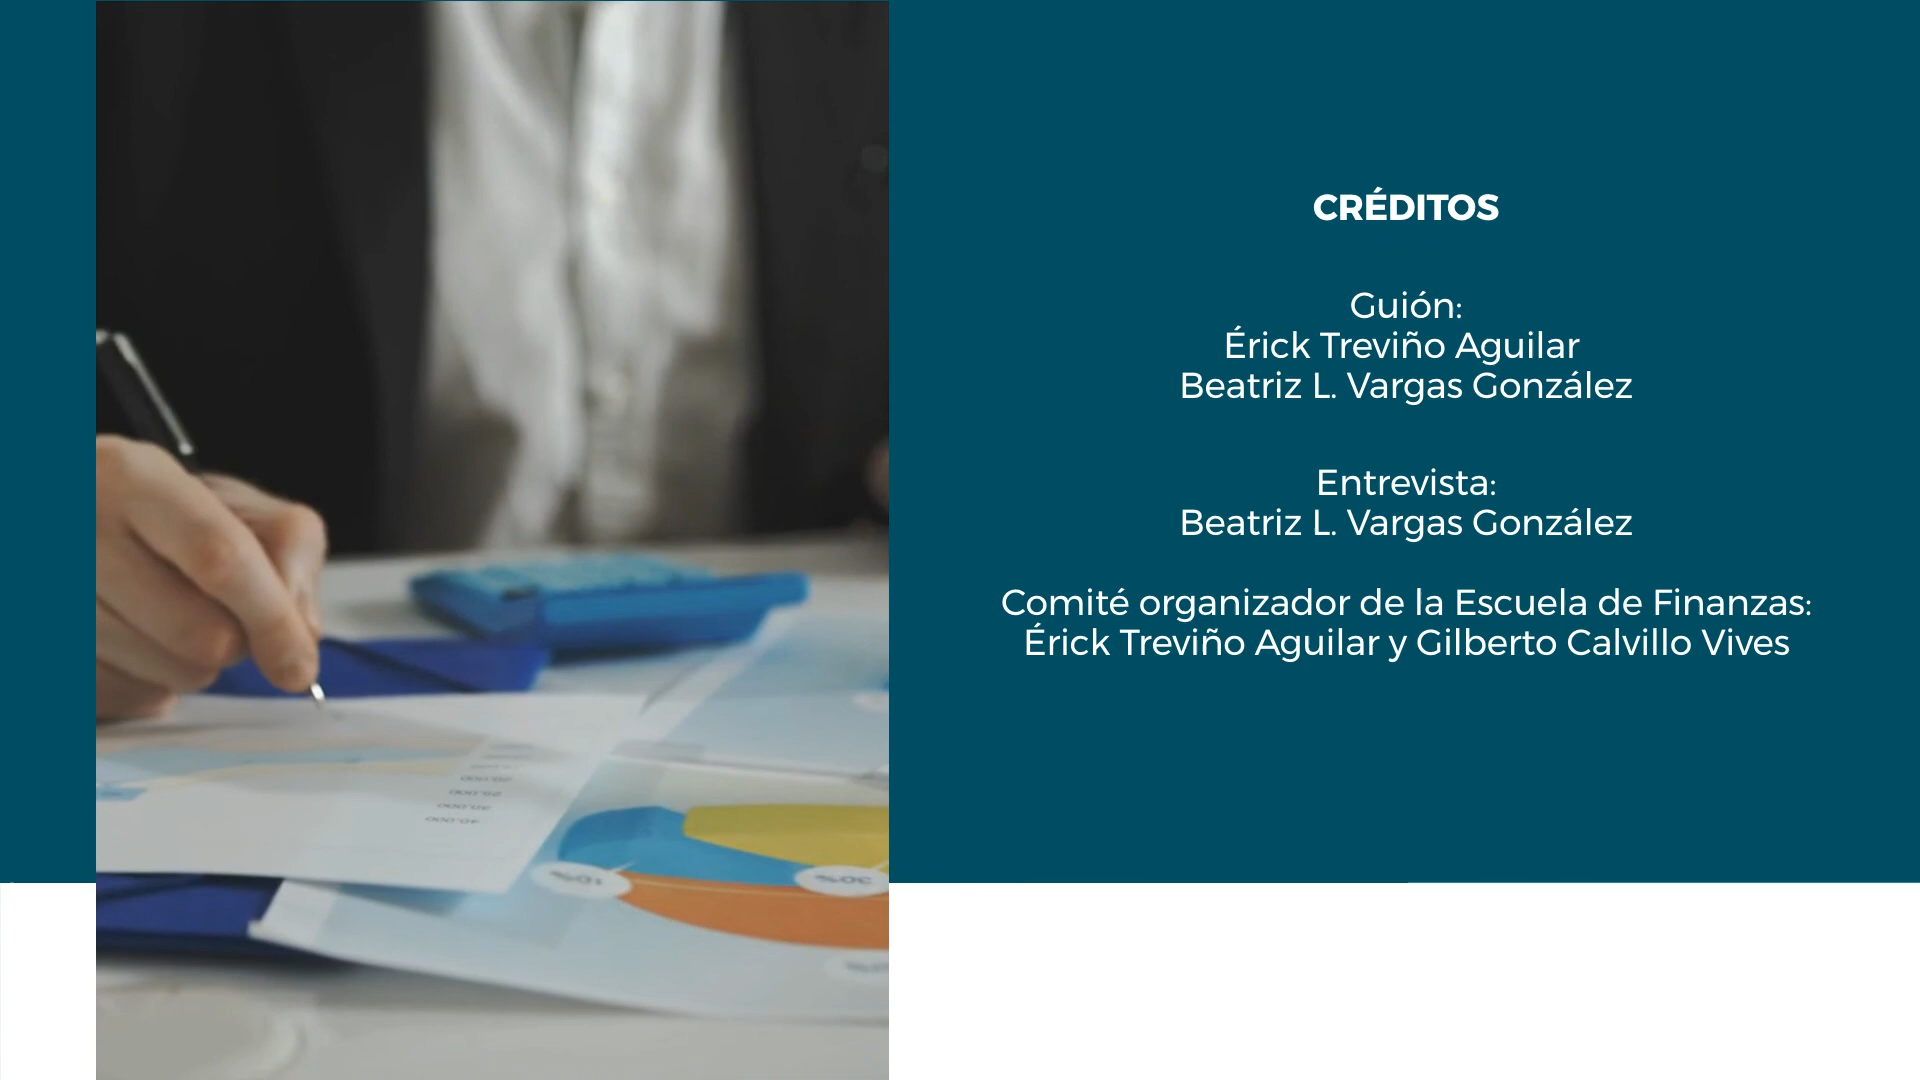 CRÉDITOS
Guión:
Érick Treviño Aguilar
Beatriz L. Vargas González
Entrevista:
Beatriz L. Vargas González
Comité organizador de la Escuela de Finanzas:
Érick Treviño Aguilar y Gilberto Calvillo Vives